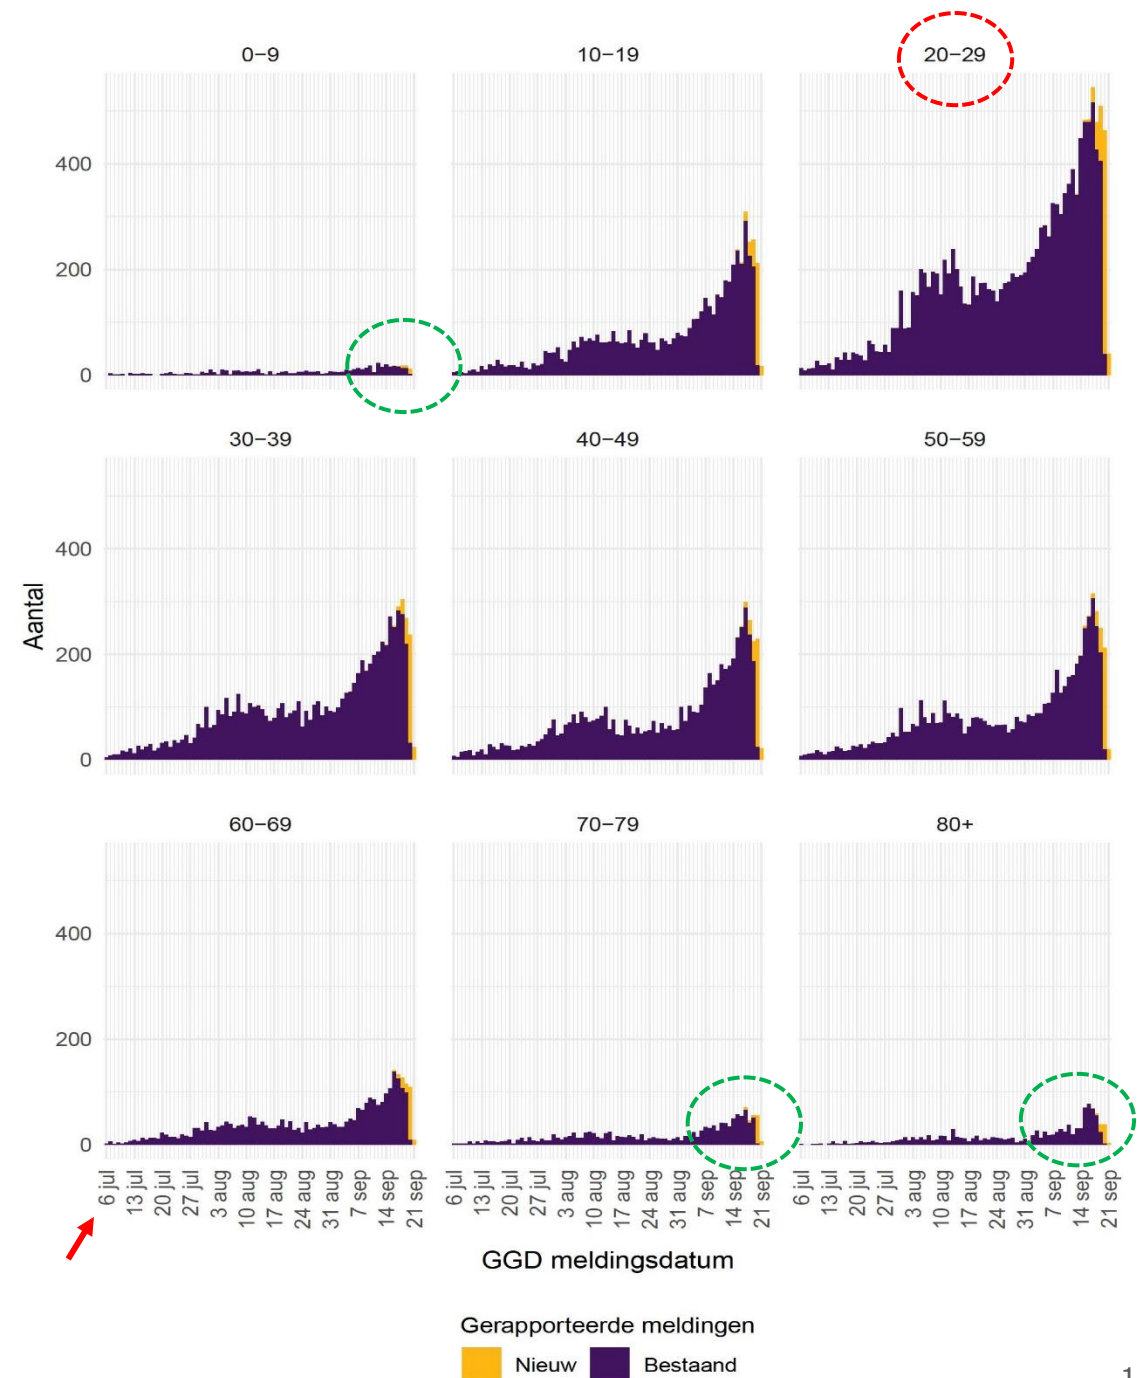 0−9 10−19 20−29
400
200
0
30−39 40−49 50−59
400
200
0
Aantal
60−69 70−79 80+
400
200
0
6 jul 13 jul 20 jul 27 jul 3 aug 10 aug 17 aug 24 aug 31 aug 7 sep 14 sep 21 sep
6 jul 13 jul 20 jul 27 jul 3 aug 10 aug 17 aug 24 aug 31 aug 7 sep 14 sep 21 sep
6 jul 13 jul 20 jul 27 jul 3 aug 10 aug 17 aug 24 aug 31 aug 7 sep 14 sep 21 sep
GGD meldingsdatum
Gerapporteerde meldingen
Nieuw Bestaand
1